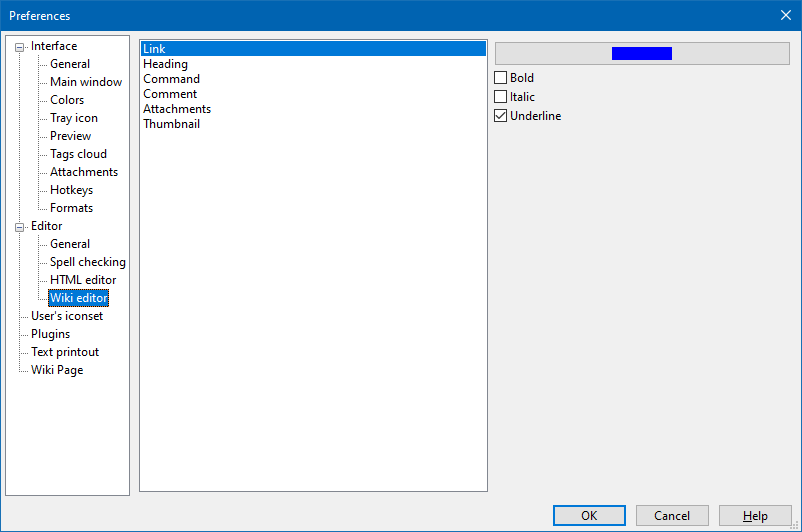 Preferences
Interface
General
Main window
Colors
Tray icon
Preview
Tags cloud
Attachments
Hotkeys
Formats
Editor
General
Spell checking
HTML editor
Wiki editor
User's iconset
Plugins
Text printout
Wiki Page
Link
Heading
Command
Comment
Attachments
Thumbnail
Bold
Italic
Underline
OK Cancel Help